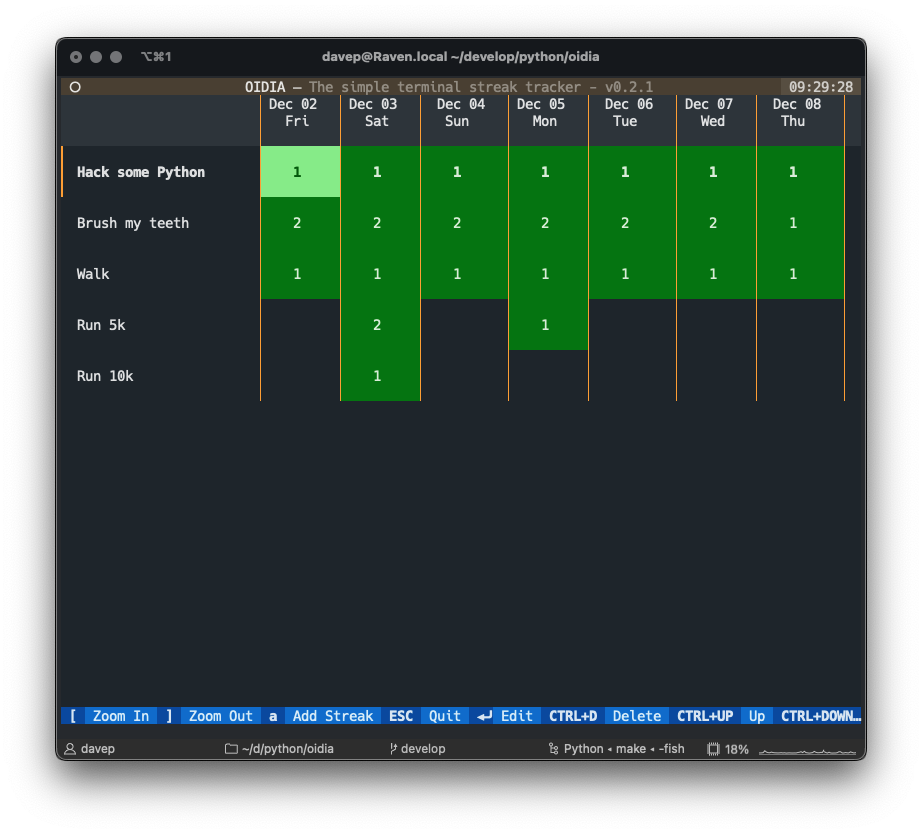 ⌥⌘1 davep@Raven.local ~/develop/python/oidia
OIDIA — The simple terminal streak tracker - v0.2.1 09:29:28
Dec 02 Dec 03 Dec 04 Dec 05 Dec 06 Dec 07 Dec 08
Fri Sat Sun Mon Tue Wed Thu
Hack some Python 1 1 1 1 1 1 1
Brush my teeth 2 2 2 2 2 2 1
Walk 1 1 1 1 1 1 1
Run 5k 2 1
Run 10k 1
[ Zoom In ] Zoom Out a Add Streak ESC Quit ↵ Edit CTRL+D Delete CTRL+UP Up CTRL+DOWN…
davep ~/d/python/oidia develop Python ◂ make ◂ -fish 18%